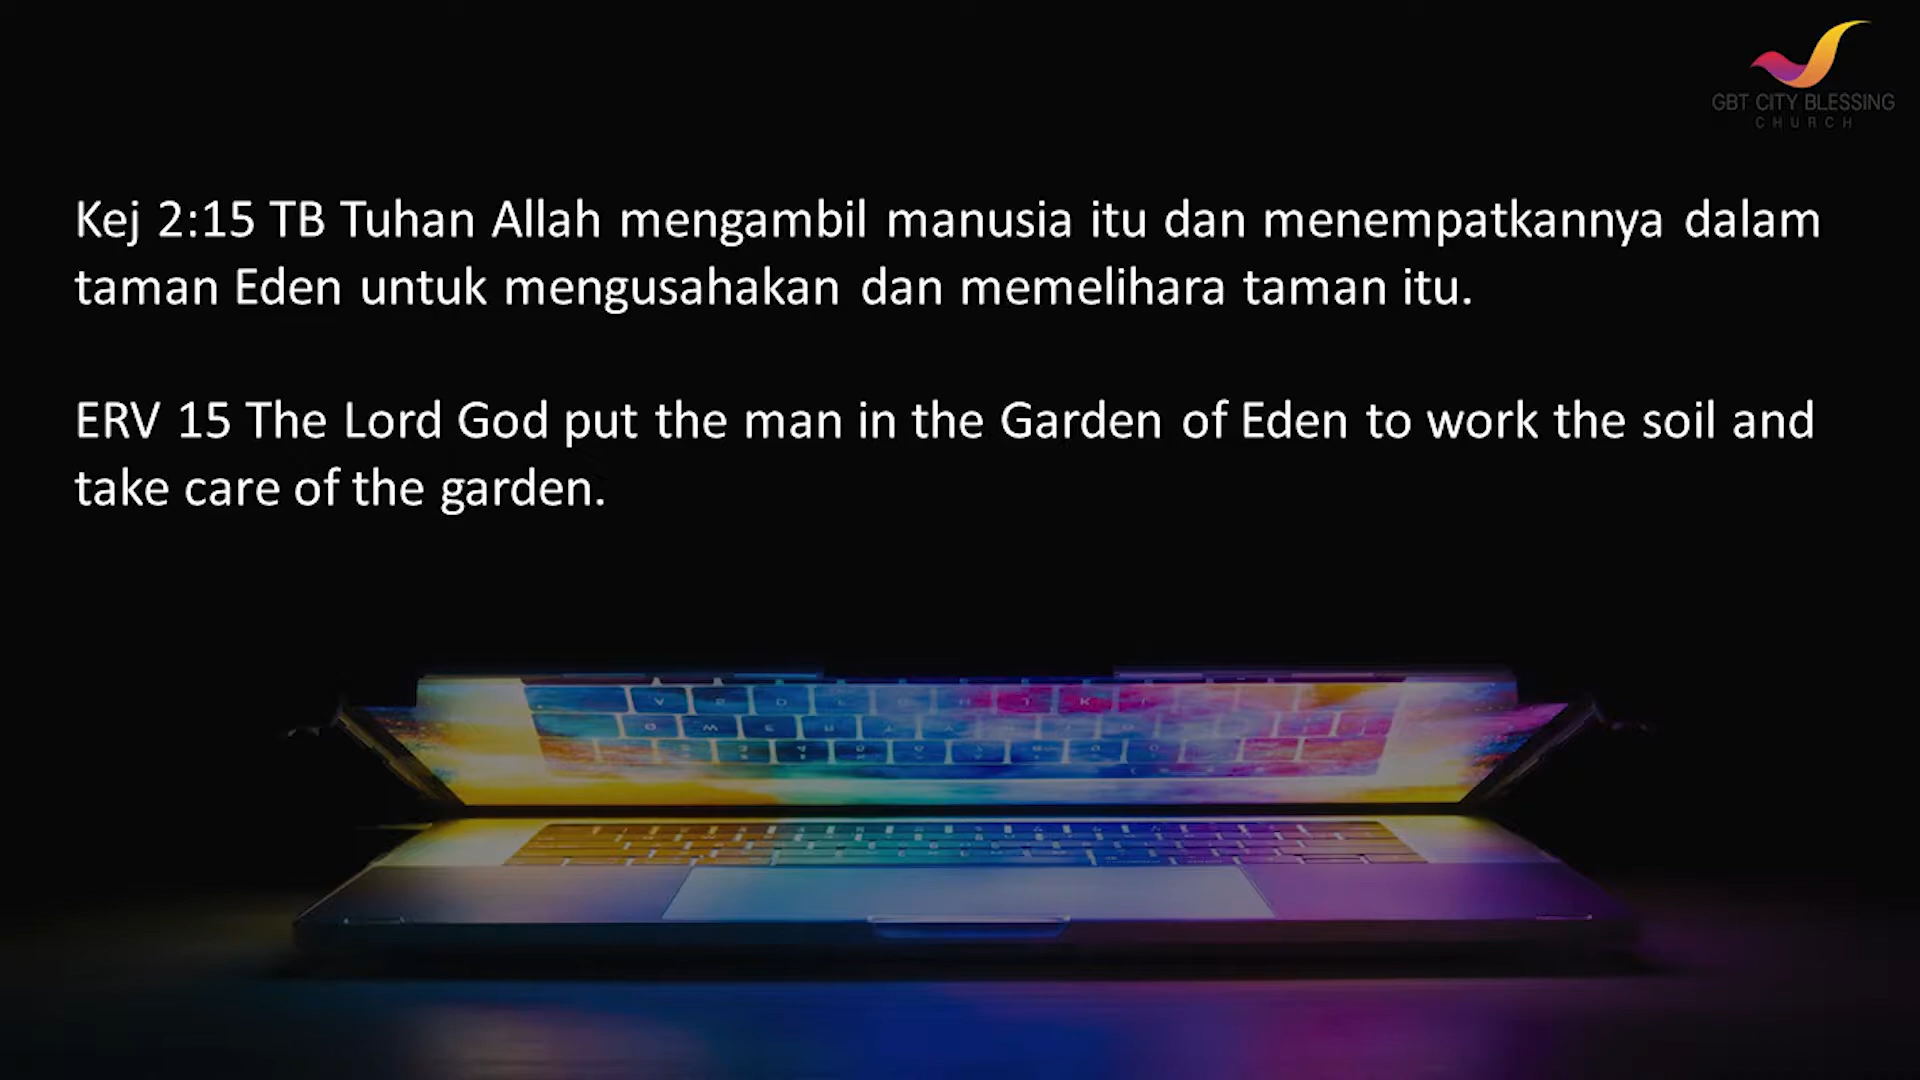 GBT CITY BLESSING
CHURCH
Kej 2:15 TB Tuhan Allah mengambil manusia itu dan menempatkannya dalam
taman Eden untuk mengusahakan dan memelihara taman itu.
ERV 15 The Lord God put the man in the Garden of Eden to work the soil and
take care of the garden.